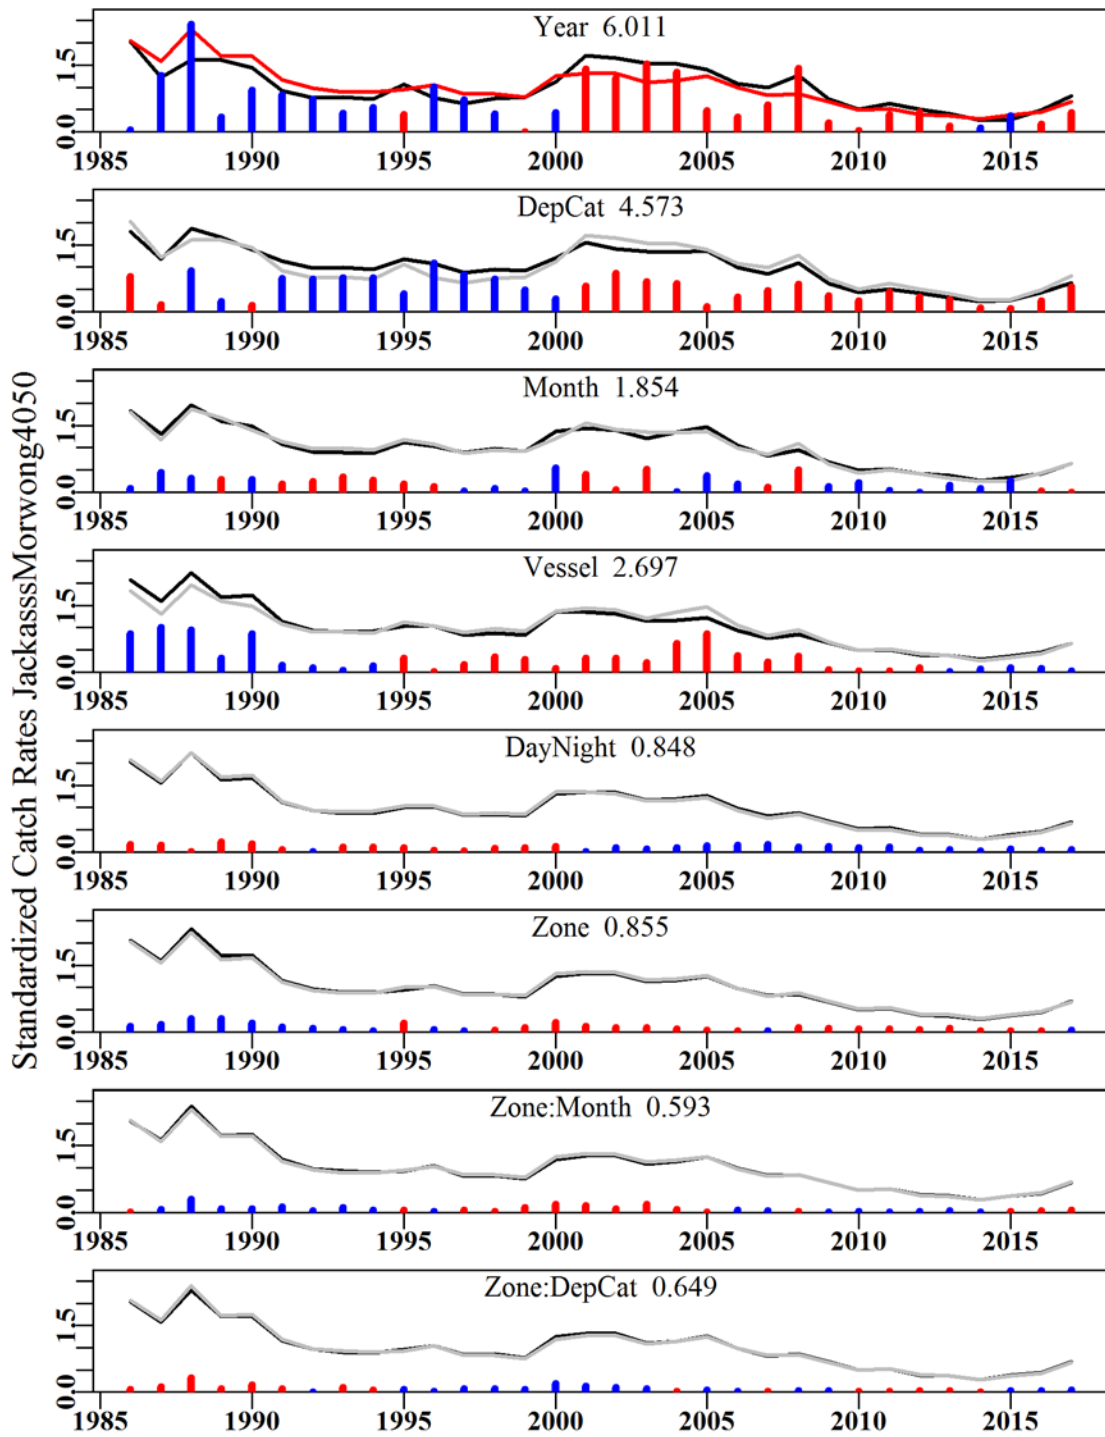 Standardized Catch Rates JackasssMorwong4050
Year 6.011
0.0 1.5
1985 1990 1995 2000 2005 2010 2015
DepCat 4.573
0.0 1.5
1985 1990 1995 2000 2005 2010 2015
Month 1.854
0.0 1.5
1985 1990 1995 2000 2005 2010 2015
Vessel 2.697
0.0 1.5
1985 1990 1995 2000 2005 2010 2015
DayNight 0.848
0.0 1.5
1985 1990 1995 2000 2005 2010 2015
Zone 0.855
0.0 1.5
1985 1990 1995 2000 2005 2010 2015
Zone:Month 0.593
0.0 1.5
1985 1990 1995 2000 2005 2010 2015
Zone:DepCat 0.649
0.0 1.5
1985 1990 1995 2000 2005 2010 2015